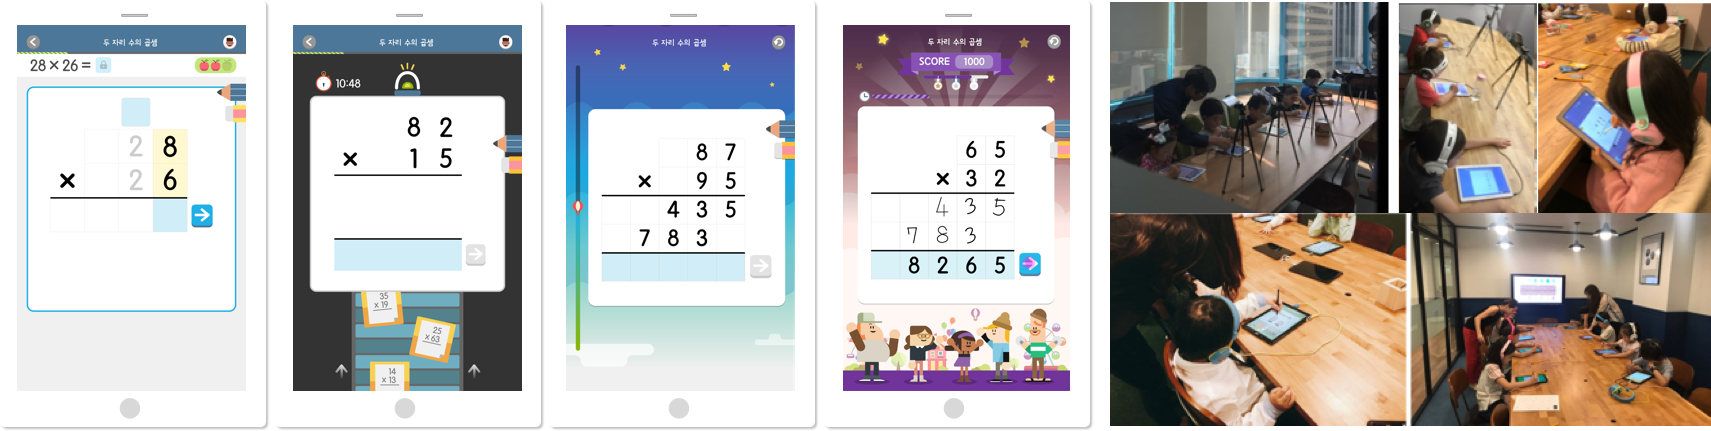 두 자리 수의 곱셈
28 × 26 =
2 8
× 2 6
두 자리 수의 곱셈
10:48
8 2
× 1 5
35
× 19
25
× 63
14
× 13
두 자리 수의 곱셈
8 7
× 9 5
4 3 5
7 8 3
두 자리 수의 곱셈
SCORE 1000
6 5
× 3 2
4 3 5
7 8 3
8 2 6 5